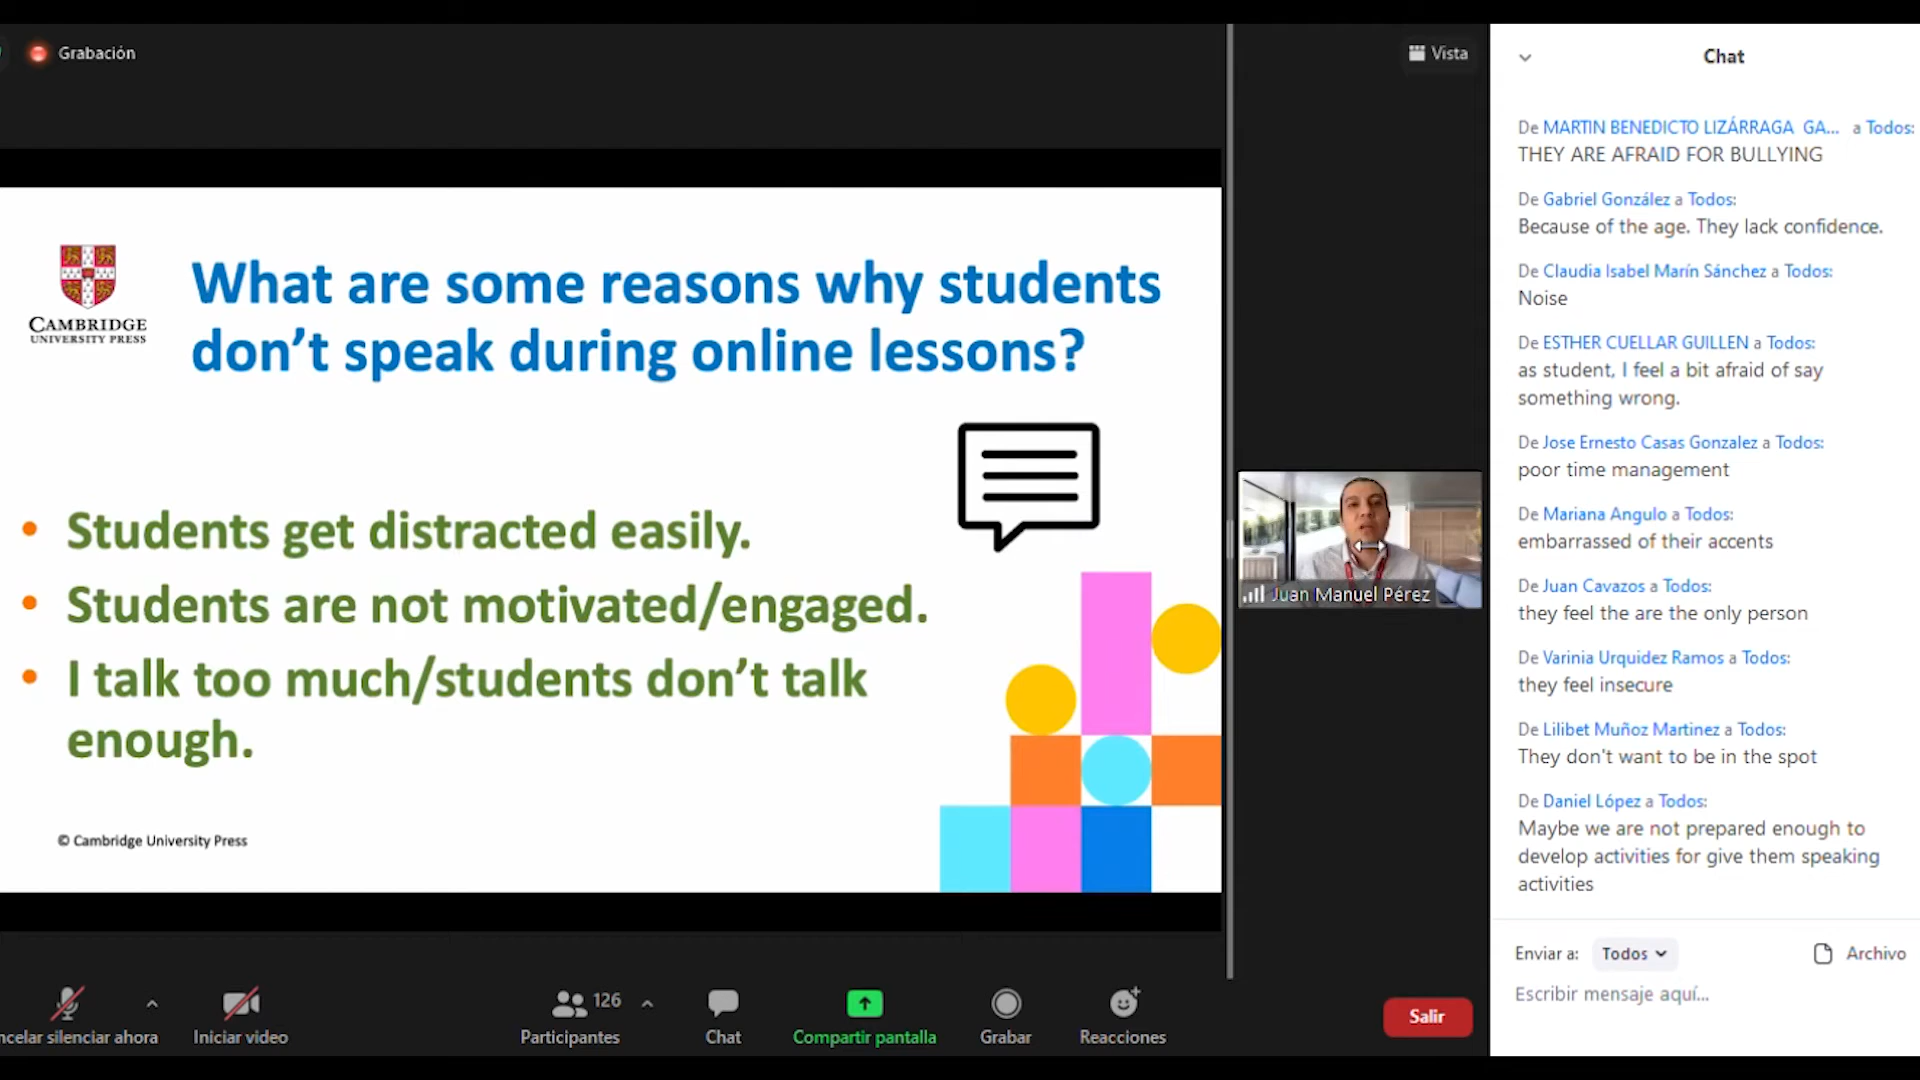 Grabación
Vista
CAMBRIDGE
UNIVERSITY PRESS
What are some reasons why students
don't speak during online lessons?
• Students get distracted easily.
• Students are not motivated/engaged.
• I talk too much/students don't talk
enough.
© Cambridge University Press
Juan Manuel Pérez
Chat
De MARTIN BENEDICTO LIZÁRRAGA GA... a Todos:
THEY ARE AFRAID FOR BULLYING
De Gabriel González a Todos:
Because of the age. They lack confidence.
De Claudia Isabel Marín Sánchez a Todos:
Noise
De ESTHER CUELLAR GUILLEN a Todos:
as student, I feel a bit afraid of say
something wrong.
De Jose Ernesto Casas Gonzalez a Todos:
poor time management
De Mariana Angulo a Todos:
embarrassed of their accents
De Juan Cavazos a Todos:
they feel the are the only person
De Varinia Urquidez Ramos a Todos:
they feel insecure
De Lilibet Muñoz Martinez a Todos:
They don't want to be in the spot
De Daniel López a Todos:
Maybe we are not prepared enough to
develop activities for give them speaking
activities
Enviar a: Todos
Archivo
Escribir mensaje aquí...
ncelar silenciar ahora
Iniciar video
126
Participantes
Chat
Compartir pantalla
Grabar
Reacciones
Salir